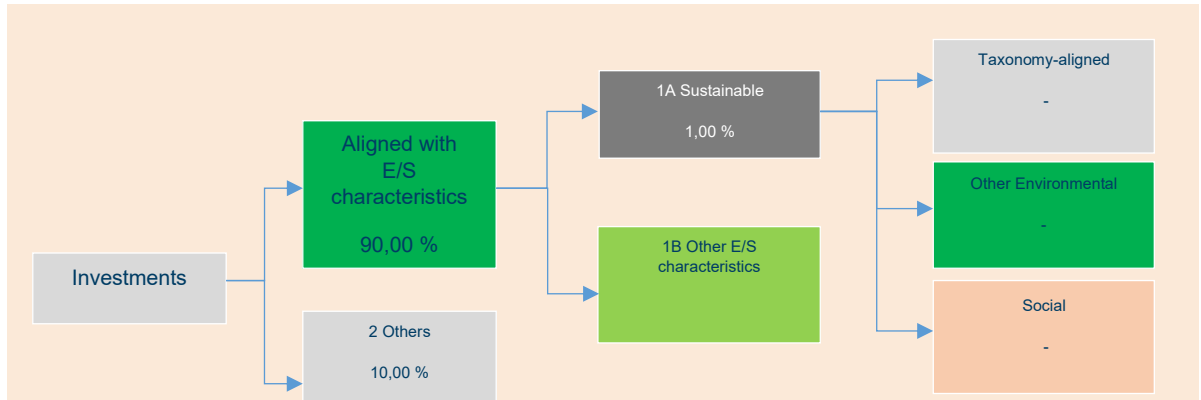 Investments
Aligned with
E/S
characteristics
90,00 %
2 Others
10,00 %
1A Sustainable
1,00 %
1B Other E/S
characteristics
Taxonomy-aligned
-
Other Environmental
-
Social
-